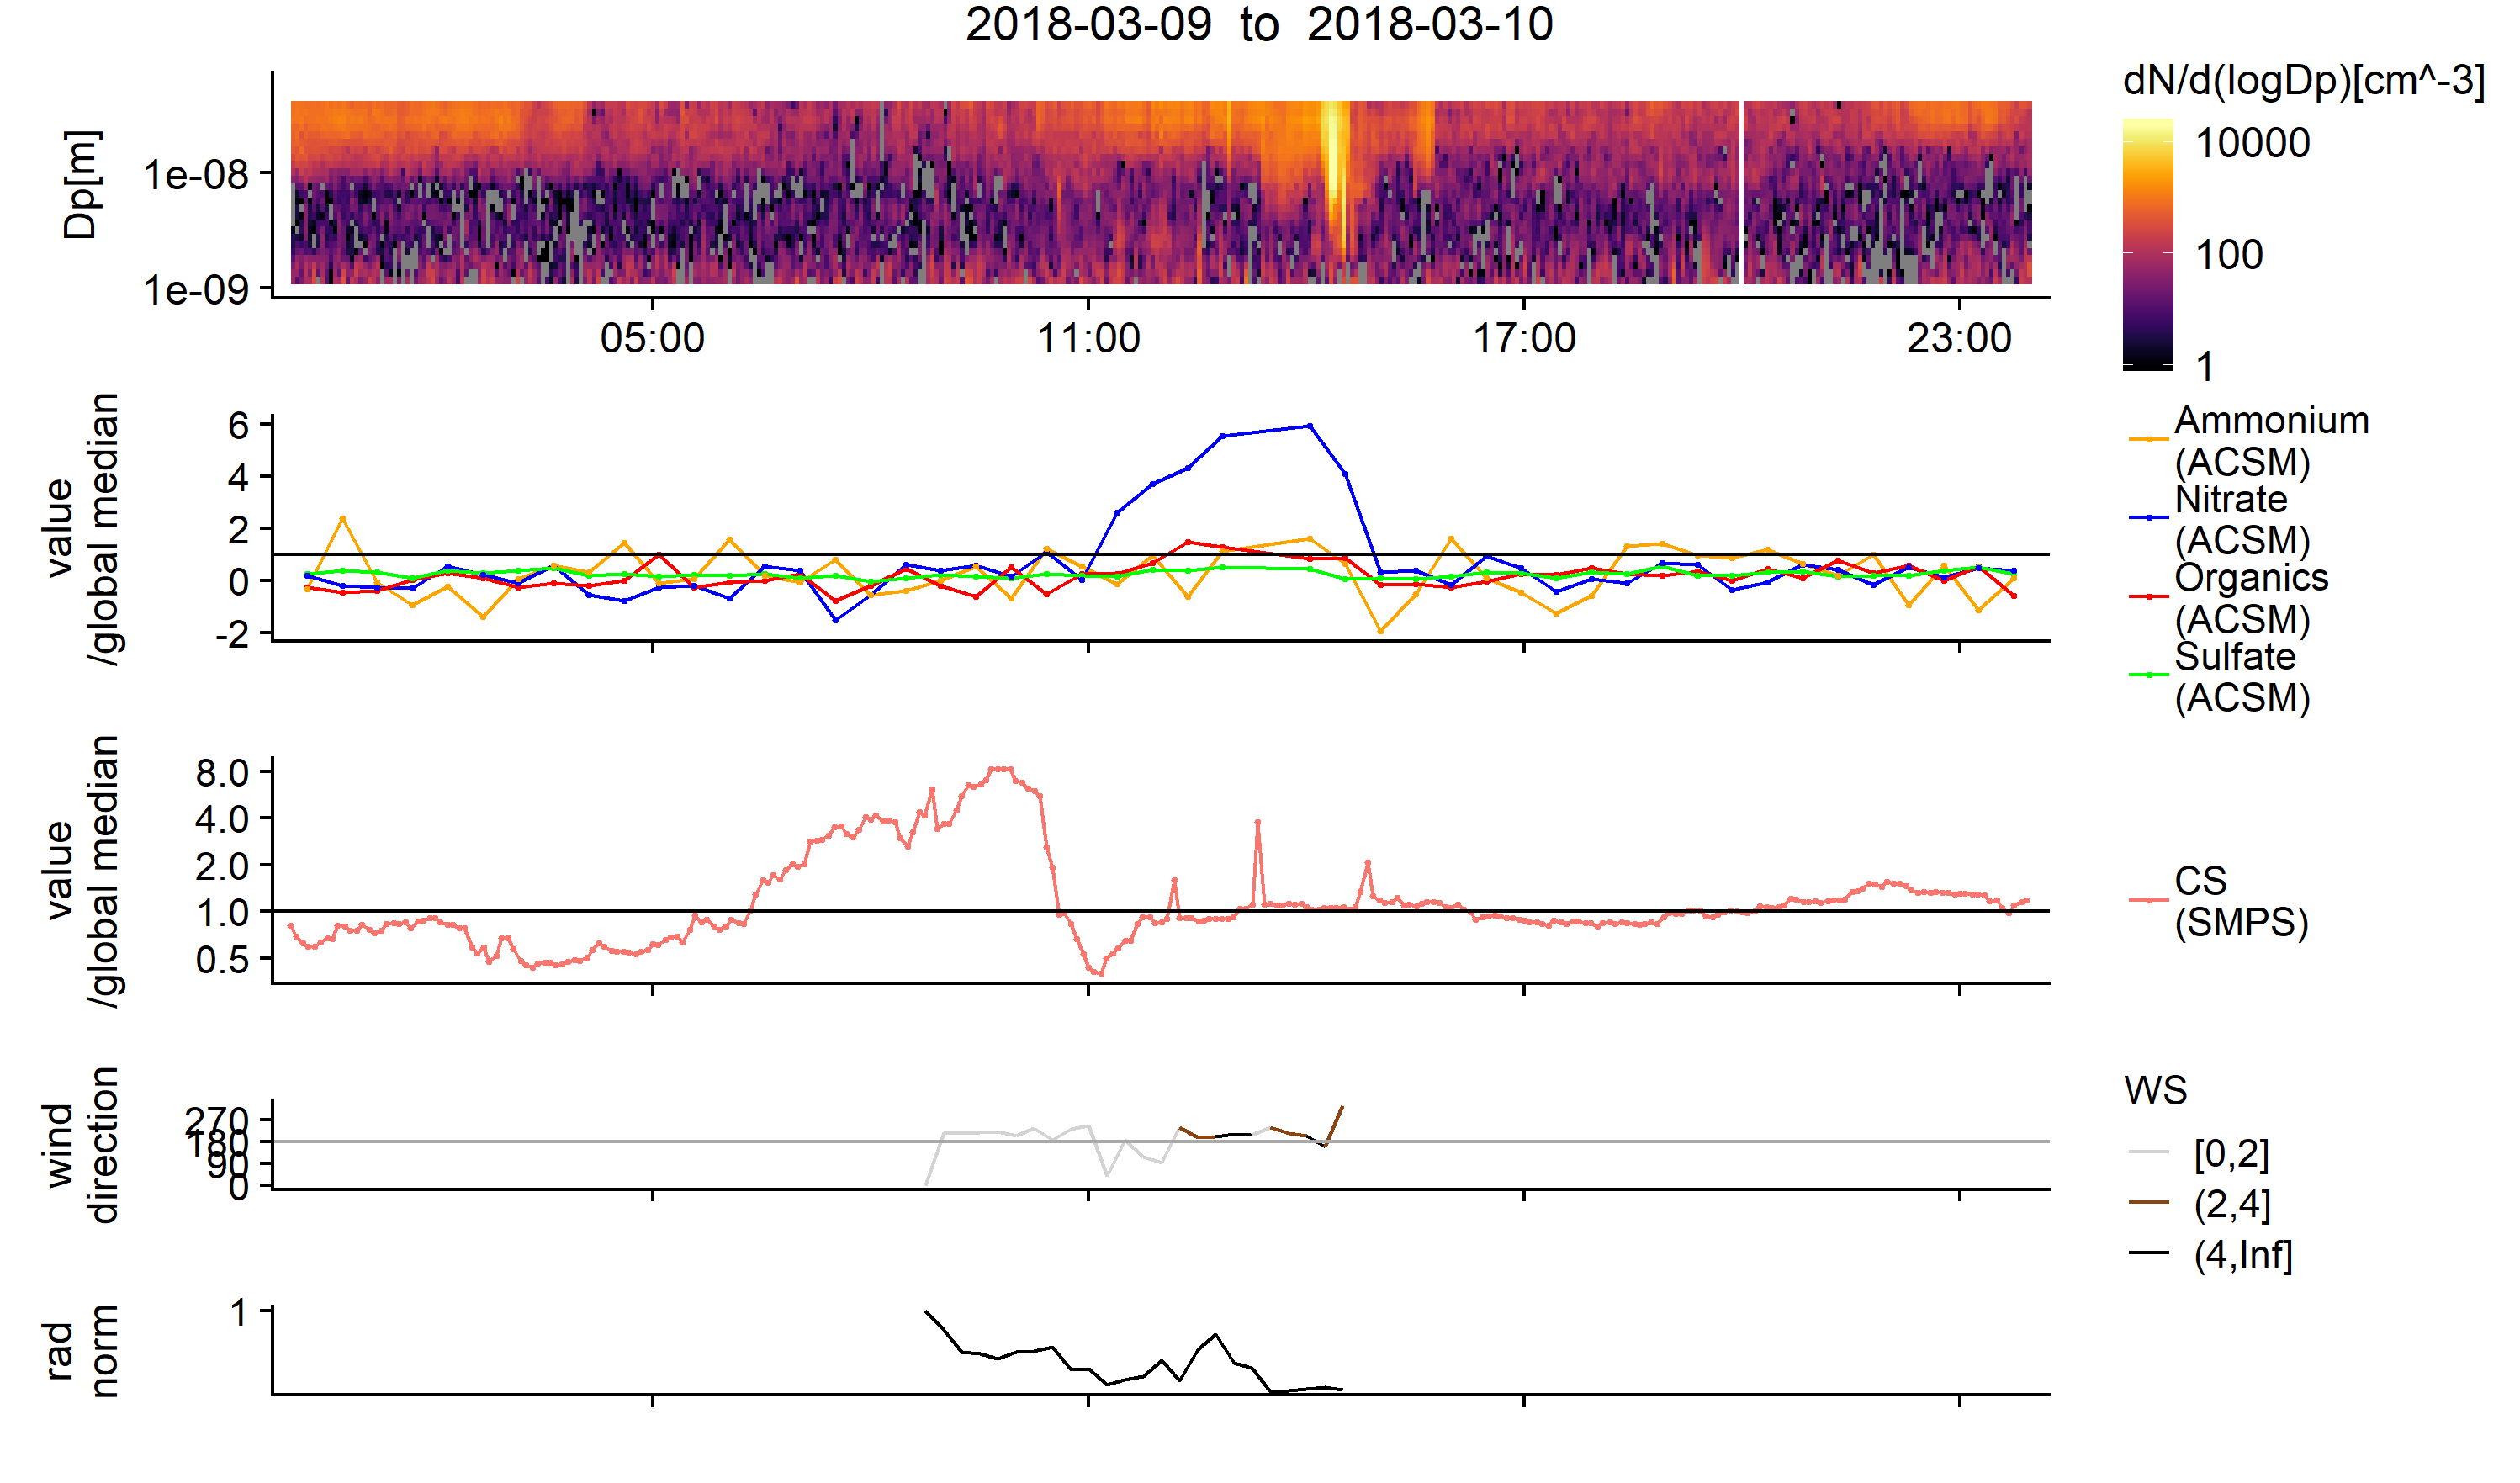 2018-03-09 to 2018-03-10
Dp[m]
1e-08
1e-09
05:00
11:00
17:00
23:00
dN/d(logDp)[cm^-3]
10000
100
1
value
/global median
6
4
2
0
-2
Ammonium
(ACSM)
Nitrate
(ACSM)
Organics
(ACSM)
Sulfate
(ACSM)
value
/global median
8.0
4.0
2.0
1.0
0.5
CS
(SMPS)
wind
direction
270
180
90
0
WS
[0,2]
(2,4]
(4,Inf]
rad
norm
1